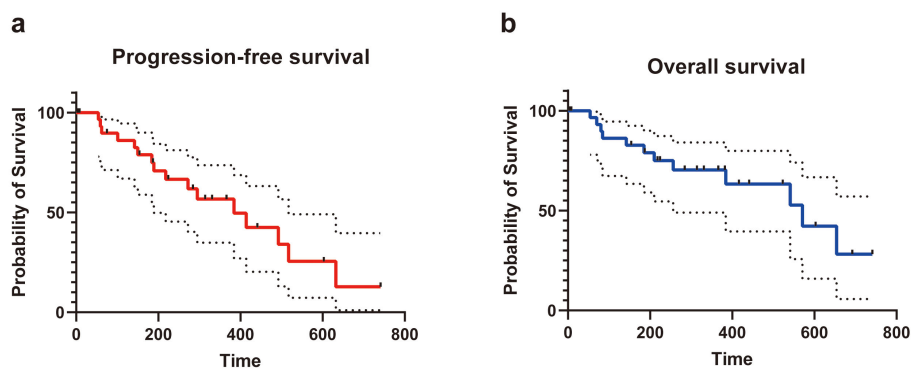 a
Progression-free survival
Probability of Survival
100
50
0
0 200 400 600 800
Time
b
Overall survival
Probability of Survival
100
50
0
0 200 400 600 800
Time